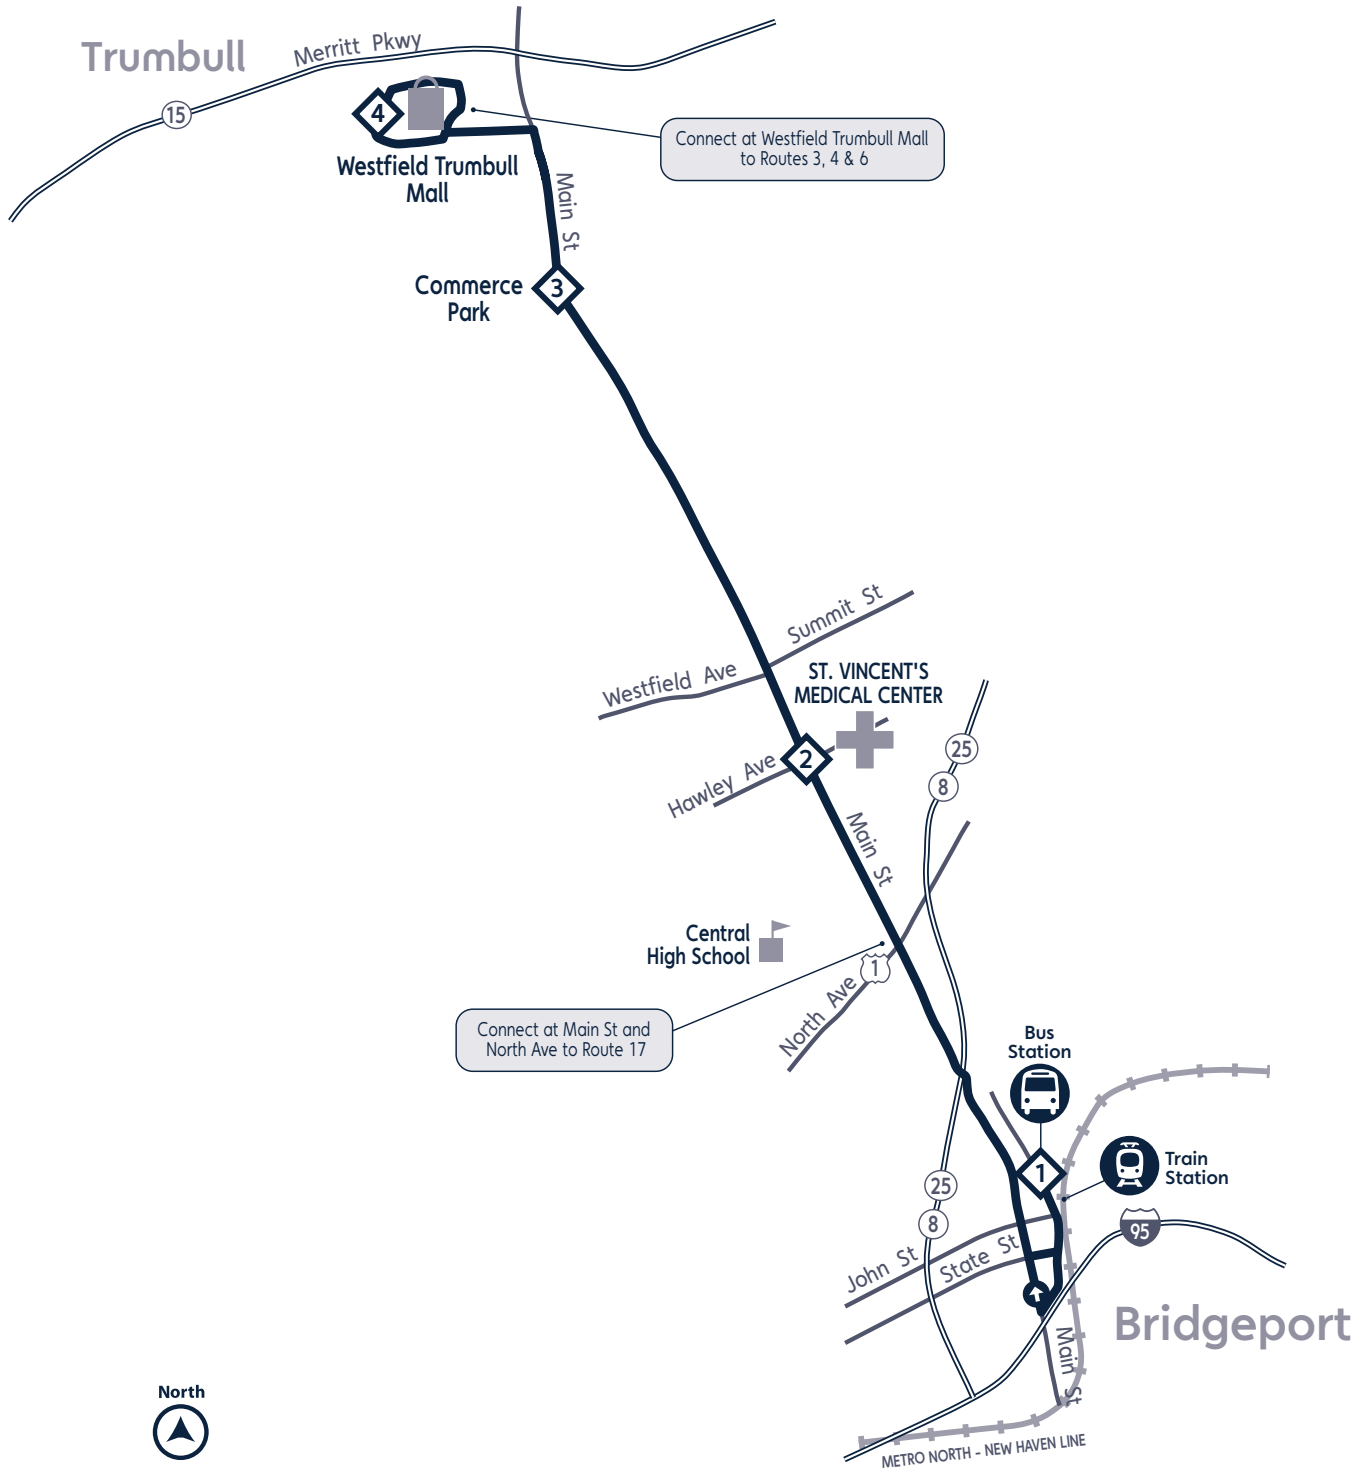 Trumbull
Merritt Pkwy
15
4
Westfield Trumbull
Mall
Connect at Westfield Trumbull Mall
to Routes 3, 4 & 6
Main St
Commerce
Park
3
Summit St
Westfield Ave
ST. VINCENT'S
MEDICAL CENTER
2
Hawley Ave
25
8
Main St
Central
High School
1
North Ave
Connect at Main St and
North Ave to Route 17
Bus
Station
1
Train
Station
25
8
95
John St
State St
Bridgeport
Main St
North
METRO NORTH - NEW HAVEN LINE